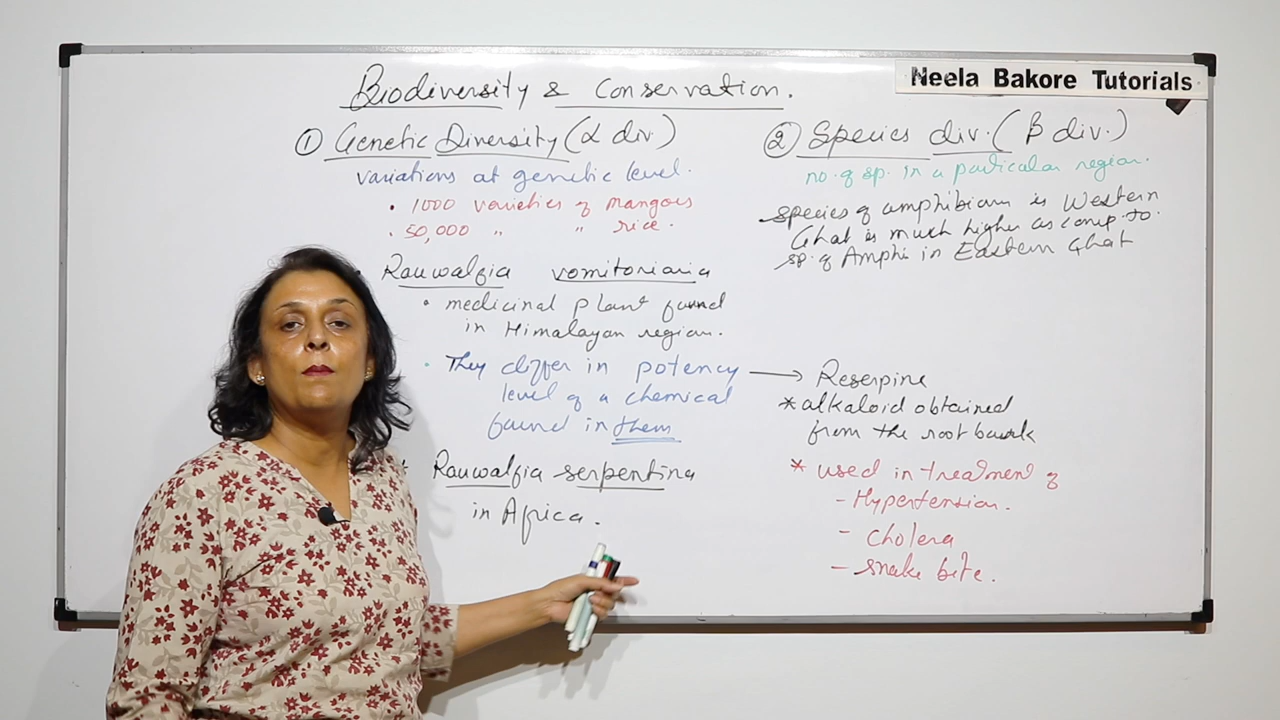 Neela Bakore Tutorials
Biodiversity & Conservation.
① Genetic Diversity (α div.)
variations at genetic level.
• 1000 varieties of mangoes
• 50,000 " " rice.
Rauwalfia vomitoriaria
• medicinal plant found
in Himalayan region.
• They differ in potency
level of a chemical
found in them
Rauwalfia serpentina
in Africa.
② Species div. (β div.)
no. of sp. in a particular region.
Species of amphibian is Western
Ghat is much higher as comp. to.
sp. of Amphi in Eastern Ghat
→ Reserpine
* alkaloid obtained
from the root bark
* used in treatment of
- Hypertension.
- cholera
- snake bite.